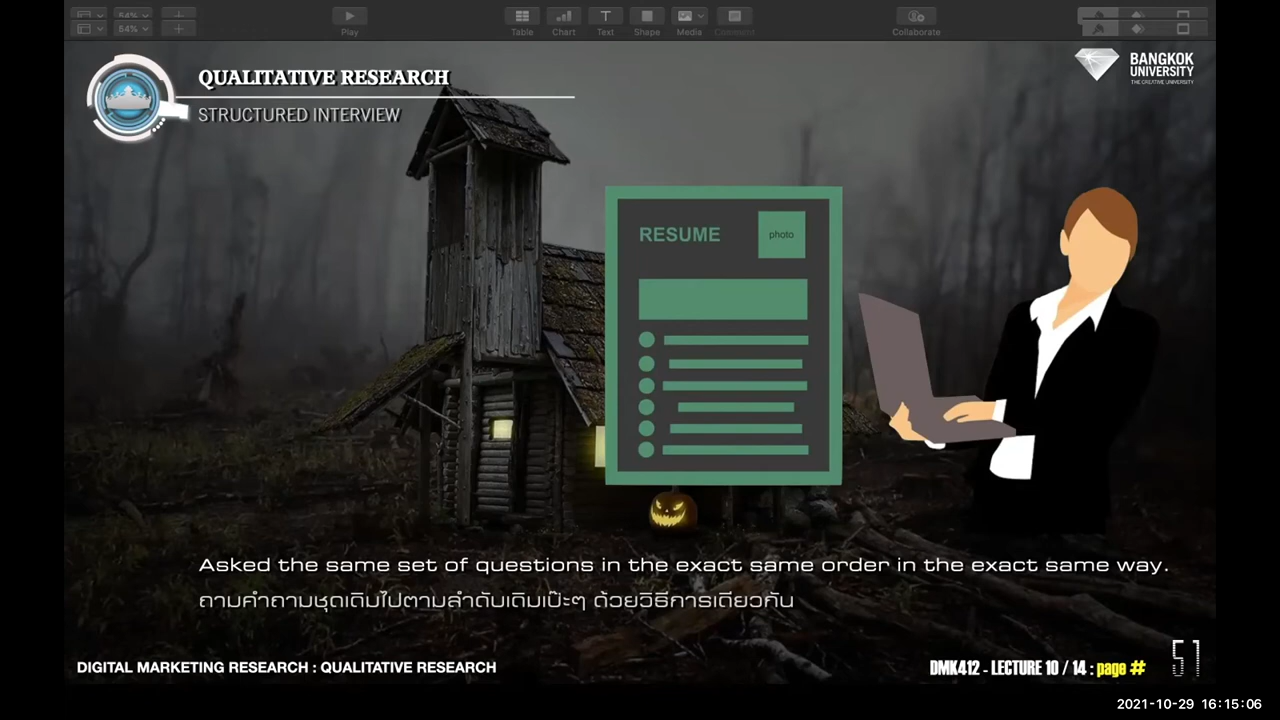 54%
64%
Play
Table
Chart
Text
Shape
Media
Comment
Collaborate
QUALITATIVE RESEARCH
STRUCTURED INTERVIEW
BANGKOK
UNIVERSITY
THE CREATIVE UNIVERSITY
RESUME
photo
Asked the same set of questions in the exact same order in the exact same way.
ถามคำถามชุดเดิมไปตามลำดับเดิมเป๊ะๆ ด้วยวิธีการเดียวกัน
DIGITAL MARKETING RESEARCH : QUALITATIVE RESEARCH
DMK412 - LECTURE 10 / 14 : page # 51
2021-10-29 16:15:06